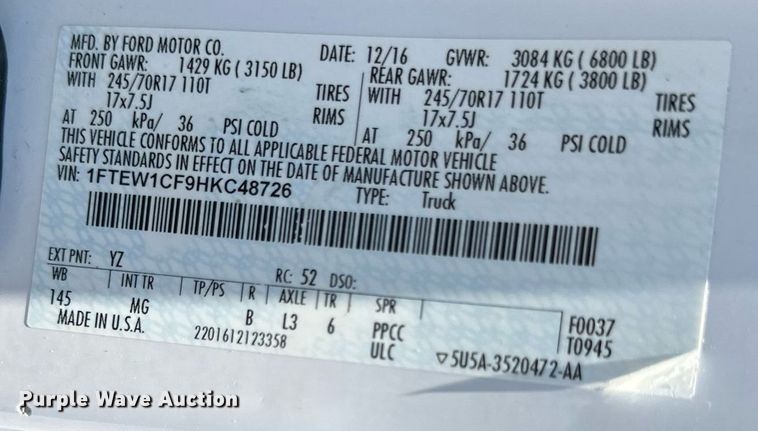 MFD. BY FORD MOTOR CO. DATE: 12/16 GVWR: 3084 KG ( 6800 LB)
FRONT GAWR: 1429 KG ( 3150 LB) REAR GAWR: 1724 KG ( 3800 LB)
WITH 245/70R17 110T TIRES WITH 245/70R17 110T TIRES
17x7.5J RIMS 17x7.5J RIMS
AT 250 kPa/ 36 PSI COLD AT 250 kPa/ 36 PSI COLD
THIS VEHICLE CONFORMS TO ALL APPLICABLE FEDERAL MOTOR VEHICLE
SAFETY STANDARDS IN EFFECT ON THE DATE OF MANUFACTURE SHOWN ABOVE.
VIN: 1FTEW1CF9HKC48726 TYPE: Truck
EXT PNT: YZ RC: 52 DSO:
WB INT TR TP/PS R AXLE TR SPR
145 MG B L3 6 PPCC F0037
MADE IN U.S.A. 2201612123358 ULC T0945
▽5U5A-3520472-AA
Purple Wave Auction